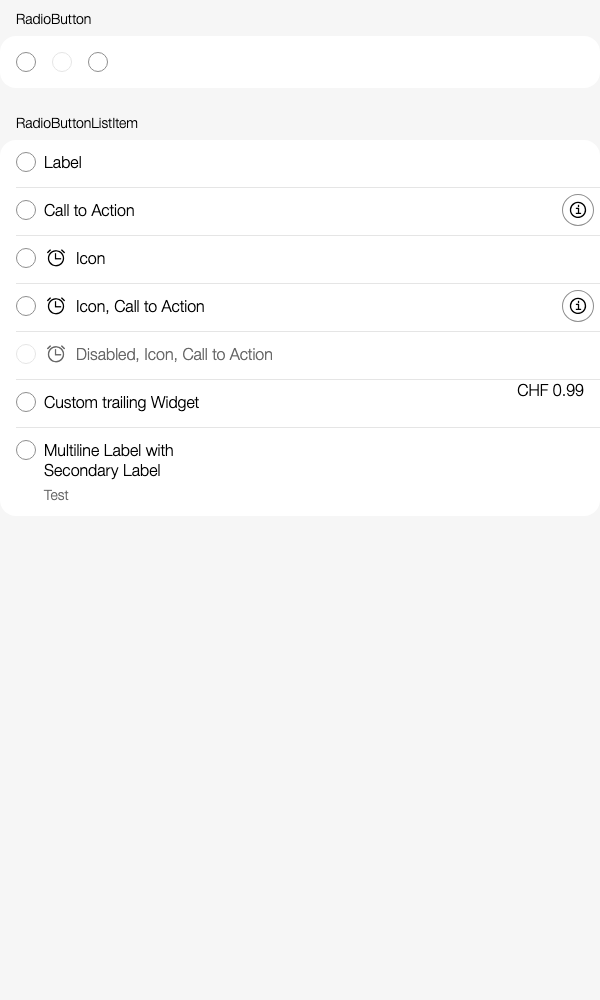 RadioButton
RadioButtonListItem
Label
Call to Action
Icon
Icon, Call to Action
Disabled, Icon, Call to Action
Custom trailing Widget
CHF 0.99
Multiline Label with
Secondary Label
Test